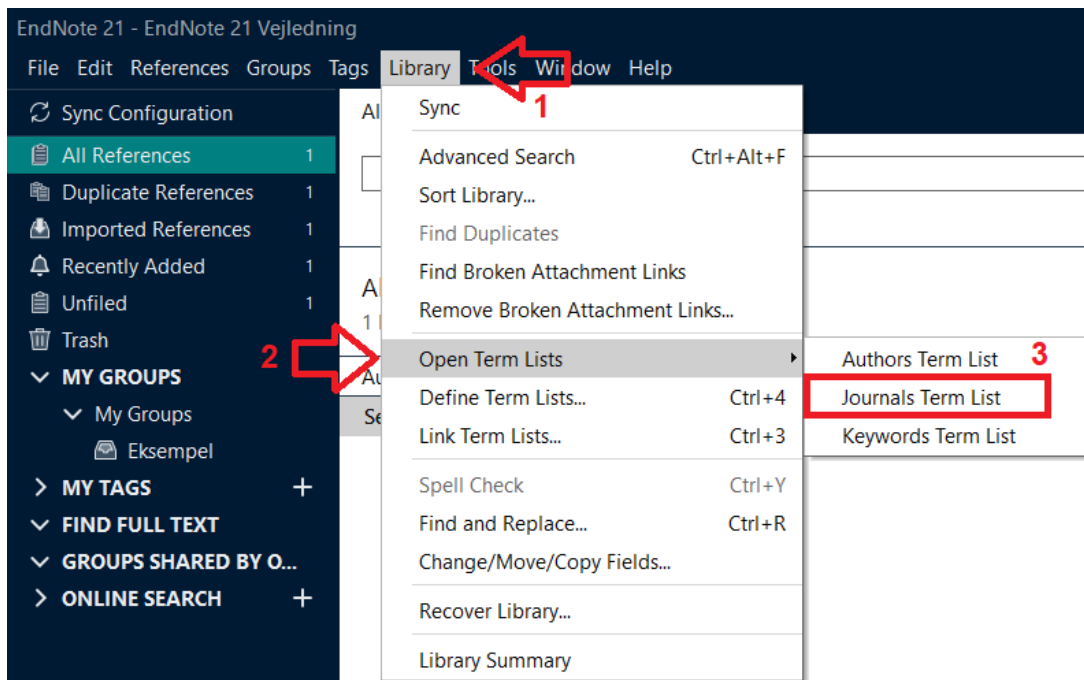 EndNote 21 - EndNote 21 Vejledning
File Edit References Groups Tags Library Tools Window Help
1
Sync Configuration
All References 1
Duplicate References 1
Imported References 1
Recently Added 1
Unfiled 1
Trash
MY GROUPS
My Groups
Eksempel
MY TAGS +
FIND FULL TEXT
GROUPS SHARED BY O...
ONLINE SEARCH +
Sync
Advanced Search Ctrl+Alt+F
Sort Library...
Find Duplicates
Find Broken Attachment Links
Remove Broken Attachment Links...
2
Open Term Lists
Define Term Lists... Ctrl+4
Link Term Lists... Ctrl+3
Spell Check Ctrl+Y
Find and Replace... Ctrl+R
Change/Move/Copy Fields...
Recover Library...
Library Summary
Authors Term List 3
Journals Term List
Keywords Term List